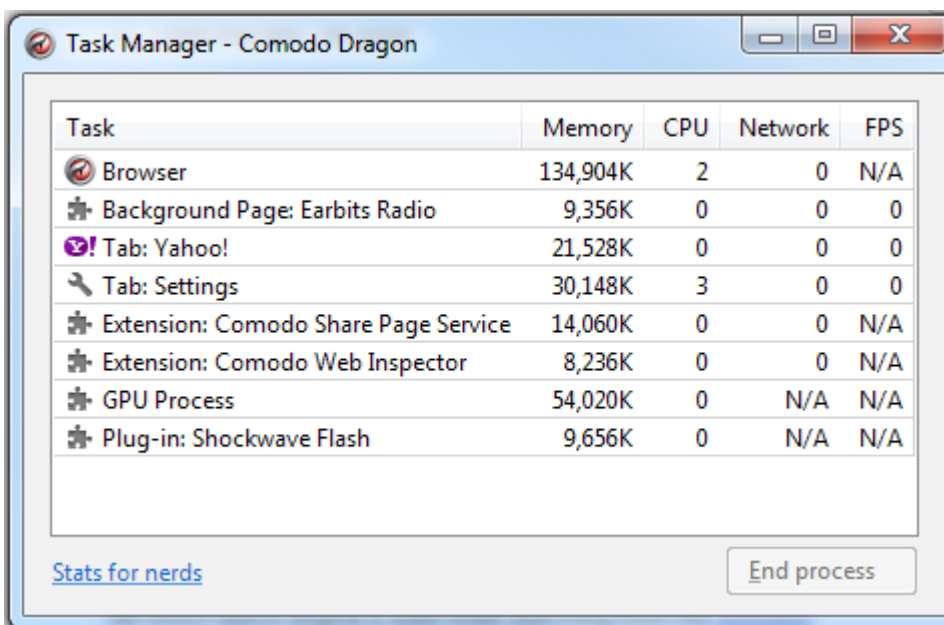 Task Manager - Comodo Dragon
Task Memory CPU Network FPS
Browser 134,904K 2 0 N/A
Background Page: Earbits Radio 9,356K 0 0 0
Tab: Yahoo! 21,528K 0 0 0
Tab: Settings 30,148K 3 0 0
Extension: Comodo Share Page Service 14,060K 0 0 N/A
Extension: Comodo Web Inspector 8,236K 0 0 N/A
GPU Process 54,020K 0 N/A N/A
Plug-in: Shockwave Flash 9,656K 0 N/A N/A
Stats for nerds End process